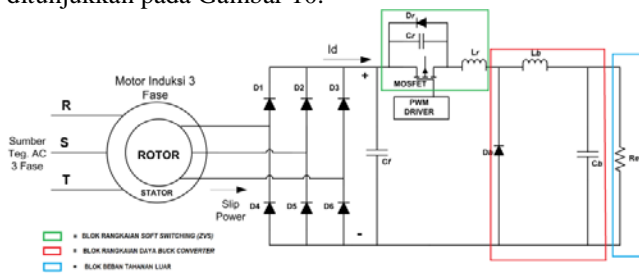 ditunjukkan pada Gambar 10.
Dr
Cr
Id
Lr
Lb
Motor Induksi 3
Fase
D1
D2
D3
+
MOSFET
PWM
DRIVER
R
Sumber
Teg. AC
3 Fase
S
T
ROTOR
STATOR
Cf
Cb
Slip
Power
D4
D5
D6
-
= BLOK RANGKAIAN SOFT SWITCHING (ZVS)
= BLOK RANGKAIAN DAYA BUCK CONVERTER
= BLOK BEBAN TAHANAN LUAR